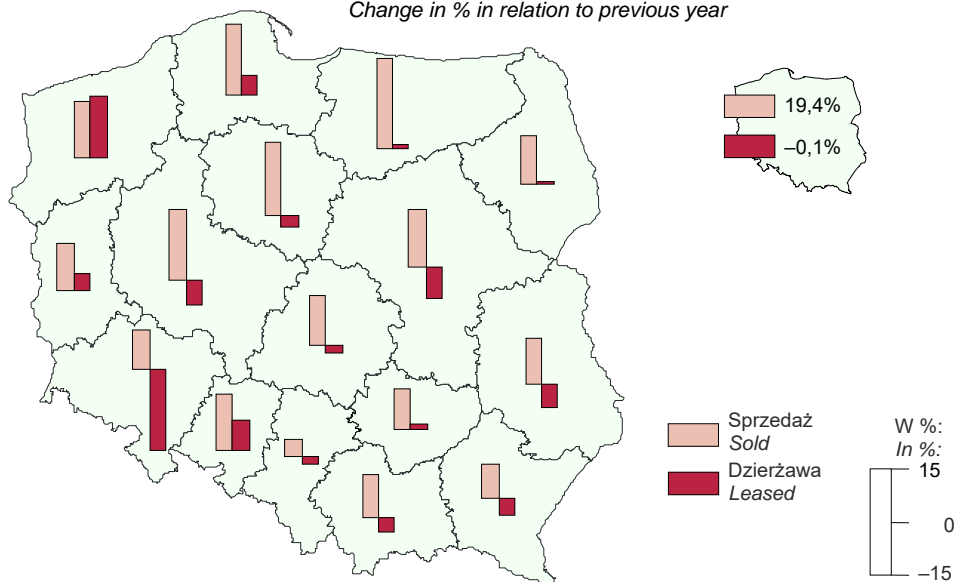 Change in % in relation to previous year
19,4%
–0,1%
Sprzedaż
Sold
Dzierżawa
Leased
W %:
In %:
15
0
–15